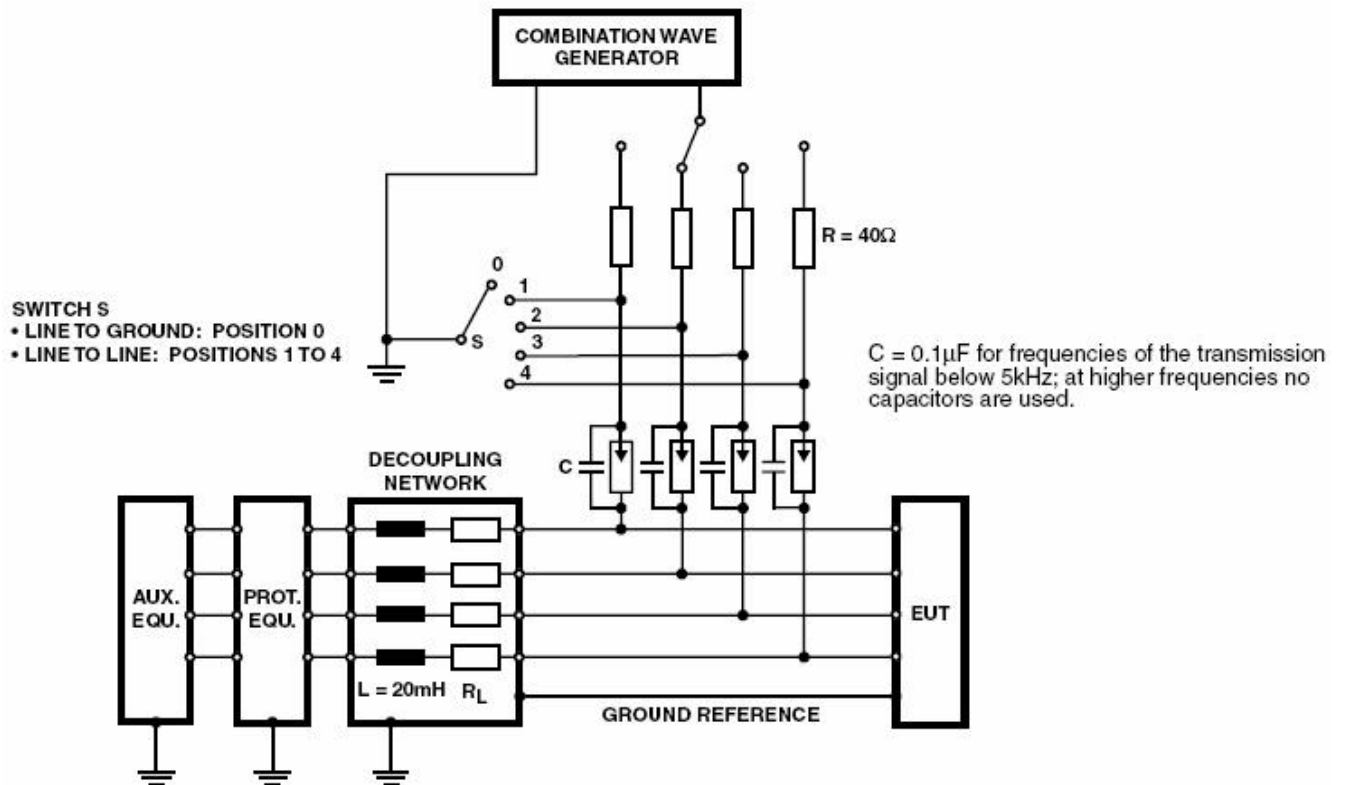 COMBINATION WAVE
GENERATOR
R = 40Ω
0
1
2
3
4
S
SWITCH S
• LINE TO GROUND: POSITION 0
• LINE TO LINE: POSITIONS 1 TO 4
C = 0.1µF for frequencies of the transmission
signal below 5kHz; at higher frequencies no
capacitors are used.
C
DECOUPLING
NETWORK
AUX.
EQU.
PROT.
EQU.
EUT
L = 20mH
RL
GROUND REFERENCE